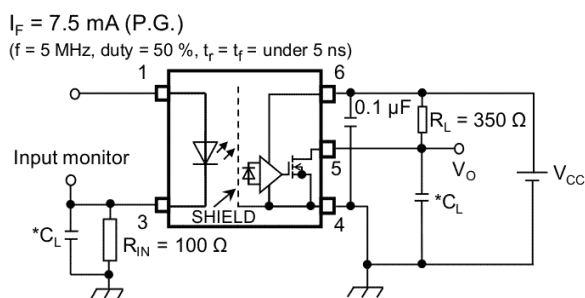 I_F = 7.5 mA (P.G.)
(f = 5 MHz, duty = 50 %, t_r = t_f = under 5 ns)
1
6
0.1 μF
R_L = 350 Ω
5
V_O
V_CC
Input monitor
*C_L
3
SHIELD
4
*C_L
R_IN = 100 Ω